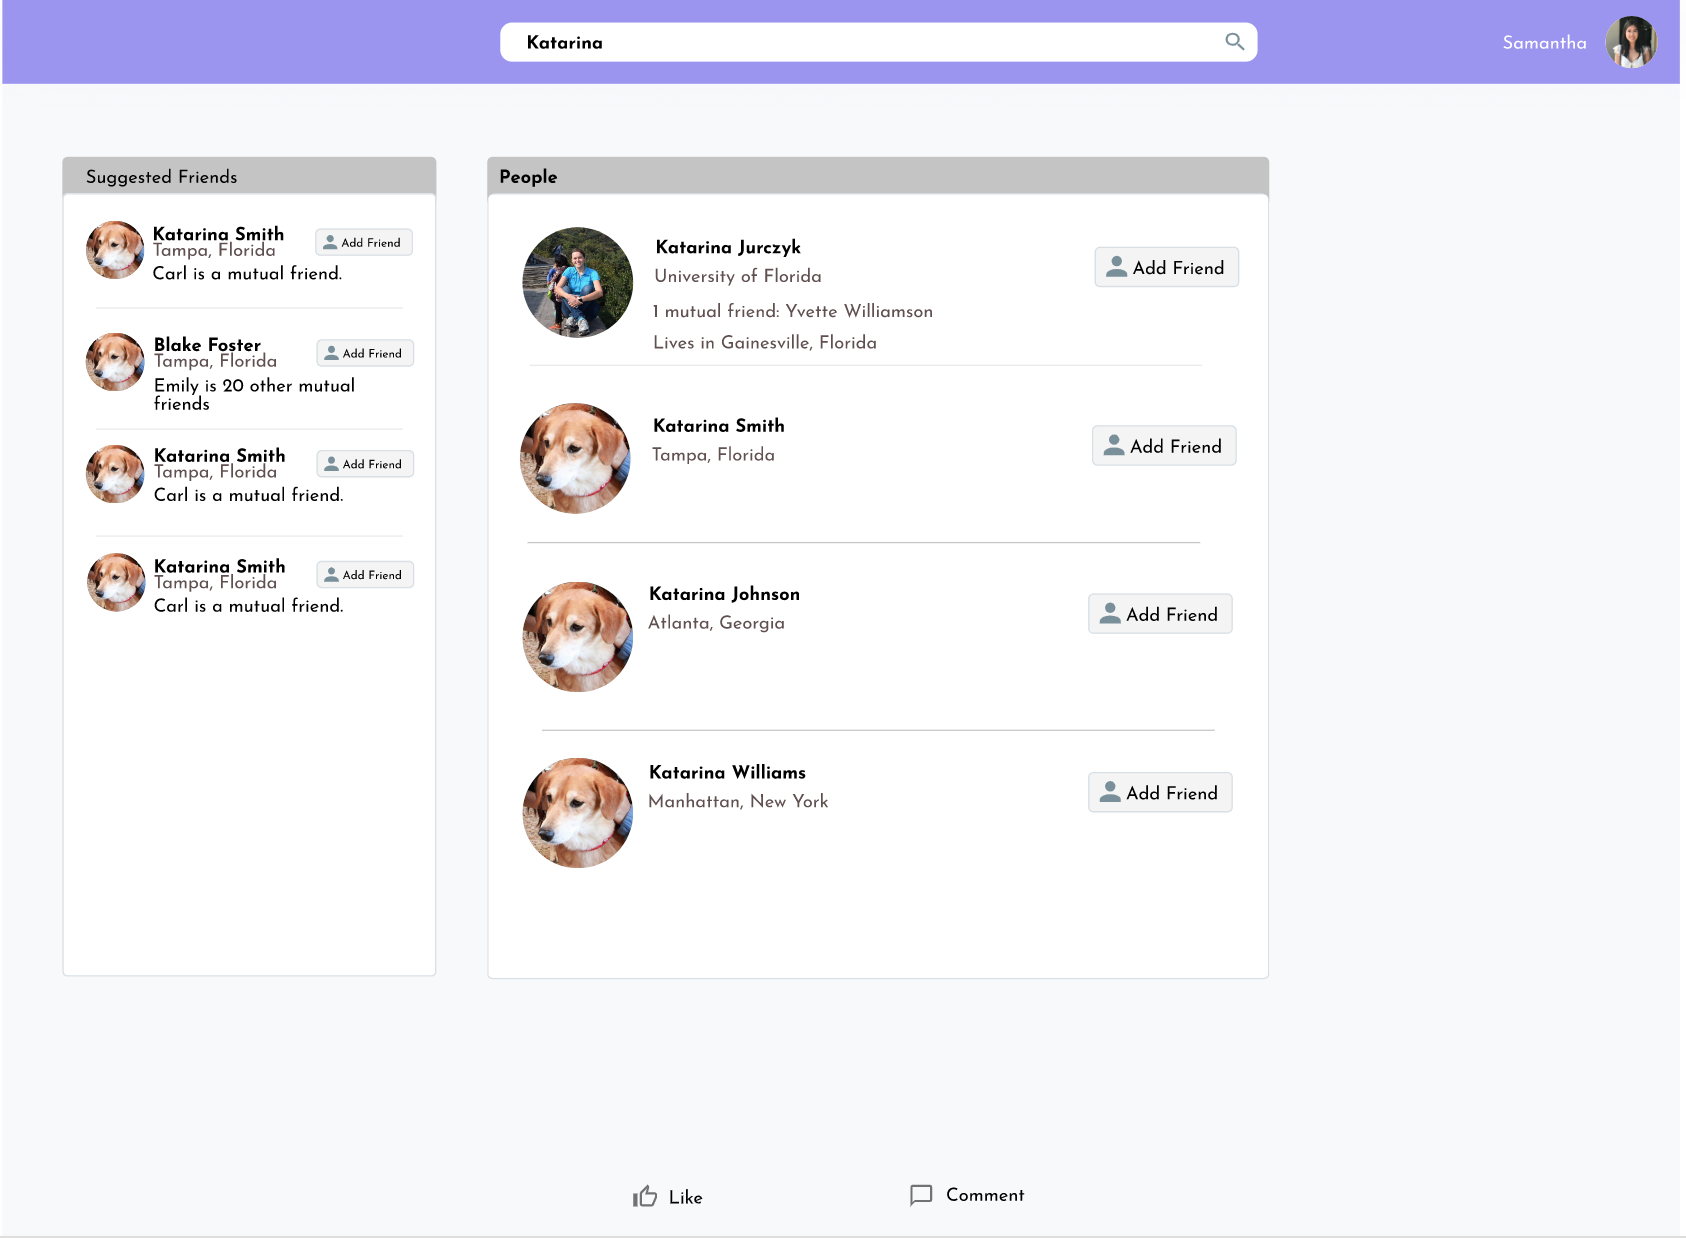 Katarina
Samantha
Suggested Friends
Katarina Smith
Tampa, Florida
Add Friend
Carl is a mutual friend.
Blake Foster
Tampa, Florida
Add Friend
Emily is 20 other mutual
friends
Katarina Smith
Tampa, Florida
Add Friend
Carl is a mutual friend.
Katarina Smith
Tampa, Florida
Add Friend
Carl is a mutual friend.
People
Katarina Jurczyk
University of Florida
Add Friend
1 mutual friend: Yvette Williamson
Lives in Gainesville, Florida
Katarina Smith
Tampa, Florida
Add Friend
Katarina Johnson
Atlanta, Georgia
Add Friend
Katarina Williams
Manhattan, New York
Add Friend
Like
Comment